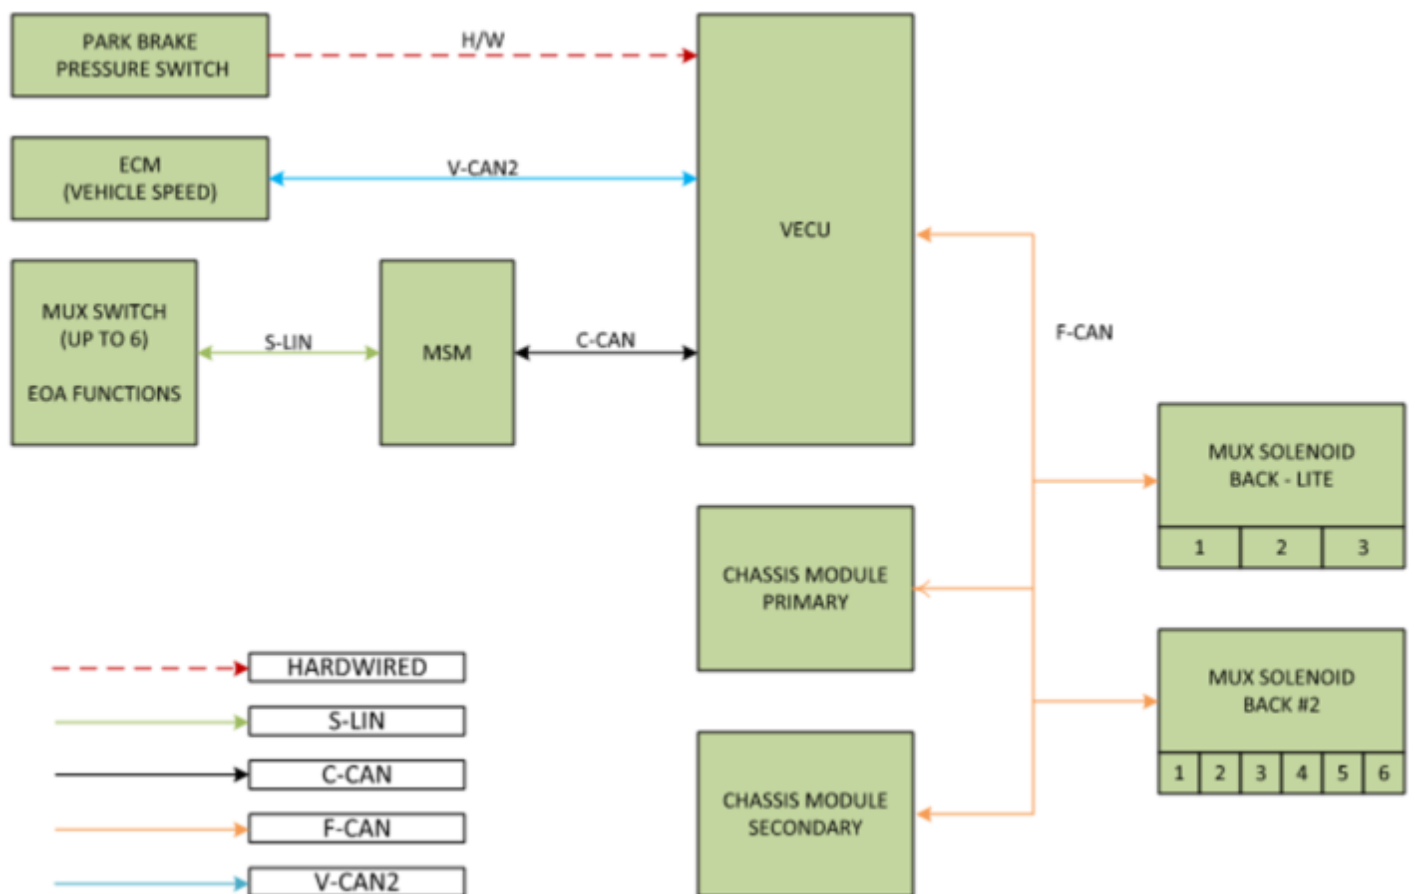 PARK BRAKE
PRESSURE SWITCH
H/W
ECM
(VEHICLE SPEED)
V-CAN2
VECU
MUX SWITCH
(UP TO 6)
EOA FUNCTIONS
S-LIN
MSM
C-CAN
F-CAN
MUX SOLENOID
BACK - LITE
1 2 3
CHASSIS MODULE
PRIMARY
MUX SOLENOID
BACK #2
1 2 3 4 5 6
CHASSIS MODULE
SECONDARY
HARDWIRED
S-LIN
C-CAN
F-CAN
V-CAN2